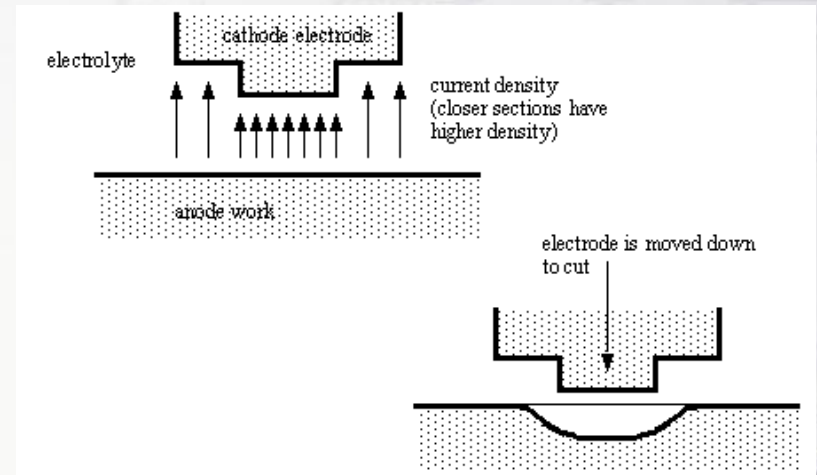 cathode electrode
electrolyte
current density
(closer sections have
higher density)
anode work
electrode is moved down
to cut